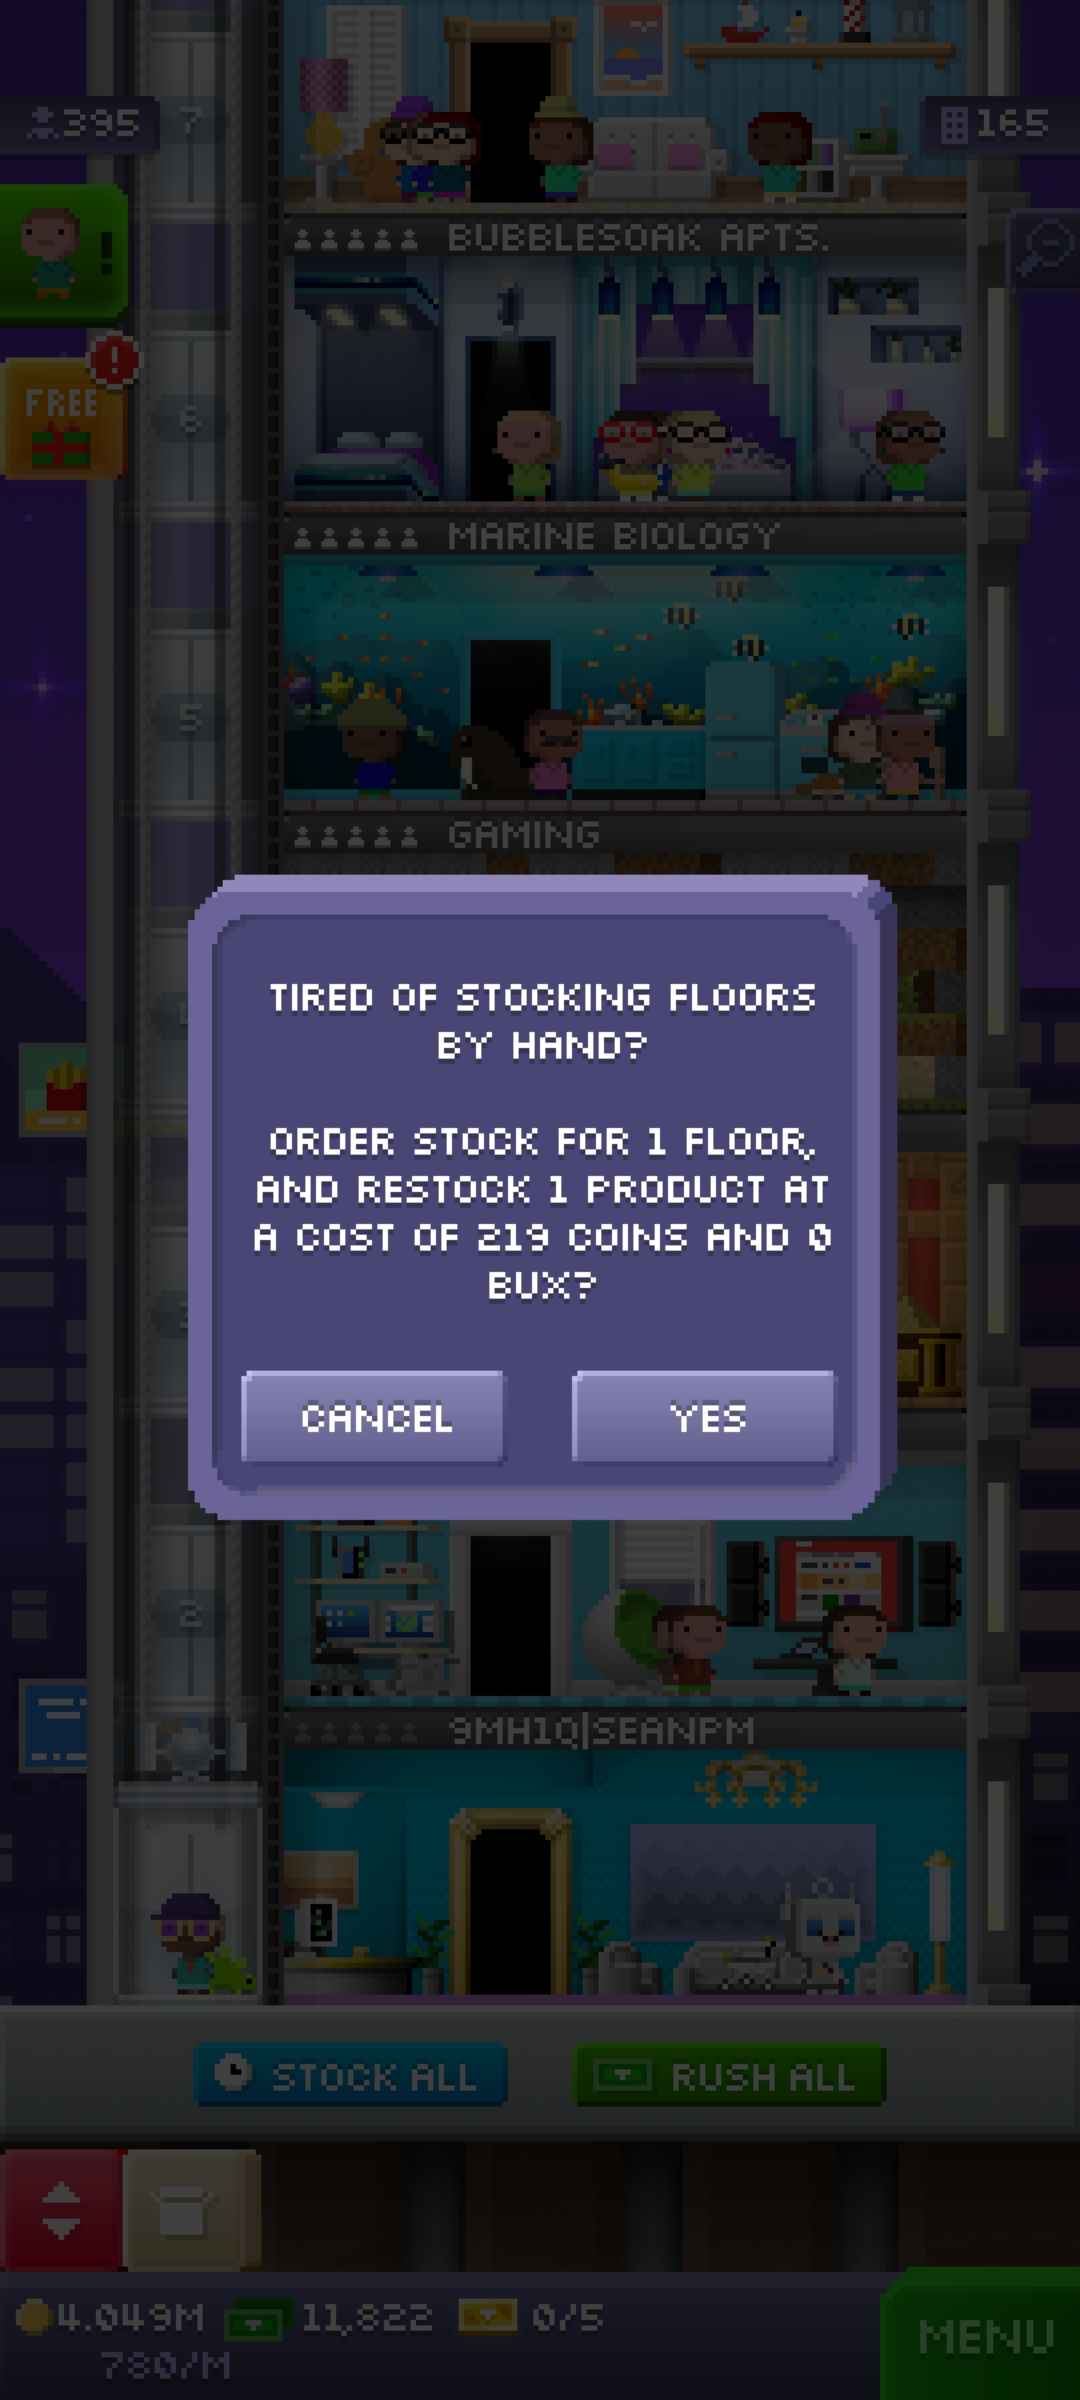 7
395
165
BUBBLESOAK APTS.
FREE
6
MARINE BIOLOGY
5
GAMING
TIRED OF STOCKING FLOORS
BY HAND?
ORDER STOCK FOR 1 FLOOR,
AND RESTOCK 1 PRODUCT AT
A COST OF 219 COINS AND 0
BUX?
CANCEL
YES
2
9MH1Q|SEANPM
STOCK ALL
RUSH ALL
4.049M
11,822
0/5
780/M
MENU